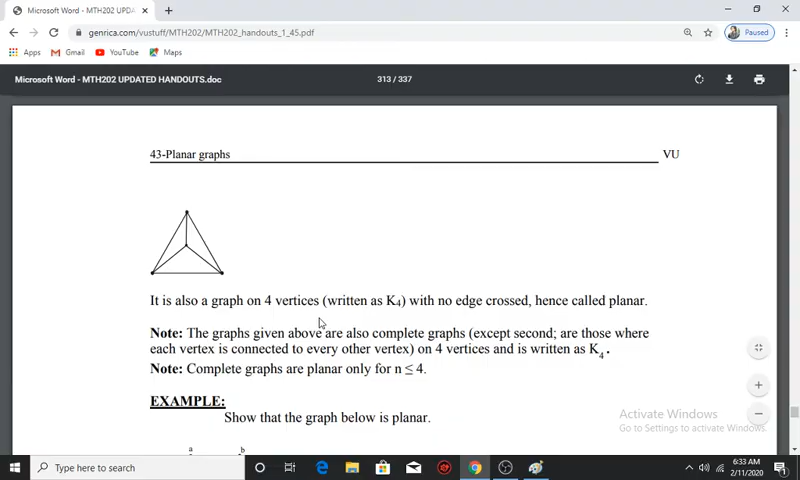 Microsoft Word - MTH202 UPDA
genrica.com/vustuff/MTH202/MTH202_handouts_1_45.pdf
Paused
Apps
Gmail
YouTube
Maps
Microsoft Word - MTH202 UPDATED HANDOUTS.doc
313 / 337
43-Planar graphs
VU
It is also a graph on 4 vertices (written as K4) with no edge crossed, hence called planar.
Note: The graphs given above are also complete graphs (except second; are those where
each vertex is connected to every other vertex) on 4 vertices and is written as K4.
Note: Complete graphs are planar only for n ≤ 4.
EXAMPLE:
Show that the graph below is planar.
a
b
Activate Windows
Go to Settings to activate Windows.
Type here to search
6:33 AM
2/11/2020
1